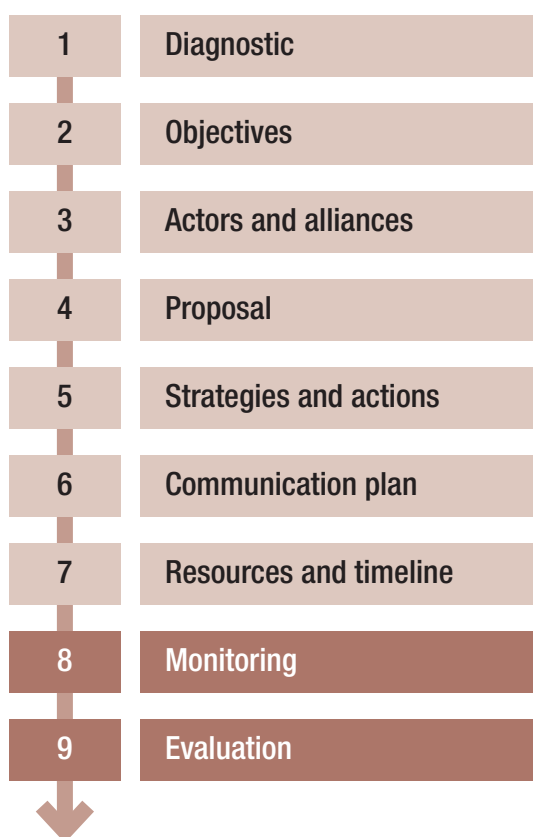 1 Diagnostic
2 Objectives
3 Actors and alliances
4 Proposal
5 Strategies and actions
6 Communication plan
7 Resources and timeline
8 Monitoring
9 Evaluation